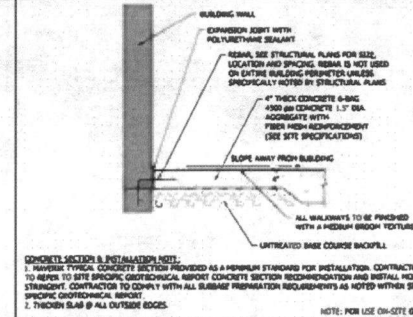 BUILDING WALL
EXPANSION JOINT WITH
POLYURETHANE SEALANT
REBAR, SEE STRUCTURAL PLANS FOR SIZE,
LOCATION AND SPACING. REBAR IS NOT USED
ON ENTIRE BUILDING PERIMETER UNLESS
SPECIFICALLY NOTED BY STRUCTURAL PLANS
4" THICK CONCRETE 6-BAG
4500 PSI CONCRETE 1.5" DIA.
AGGREGATE WITH
FIBER MESH REINFORCEMENT
(SEE SITE SPECIFICATIONS)
SLOPE AWAY FROM BUILDING
4"
ALL WALKWAYS TO BE FINISHED
WITH A MEDIUM BROOM TEXTURE
UNTREATED BASE COURSE BACKFILL
CONCRETE SECTION & INSTALLATION NOTE:
1. MAVERIK TYPICAL CONCRETE SECTION PROVIDED AS A MINIMUM STANDARD FOR INSTALLATION. CONTRACT
TO REFER TO SITE SPECIFIC GEOTECHNICAL REPORT CONCRETE SECTION RECOMMENDATION AND INSTALL MO
STRINGENT. CONTRACTOR TO COMPLY WITH ALL SUBBASE PREPARATION REQUIREMENTS AS NOTED WITHIN S
SPECIFIC GEOTECHNICAL REPORT.
2. THICKEN SLAB @ ALL OUTSIDE EDGES.
NOTE: FOR USE ON-SITE